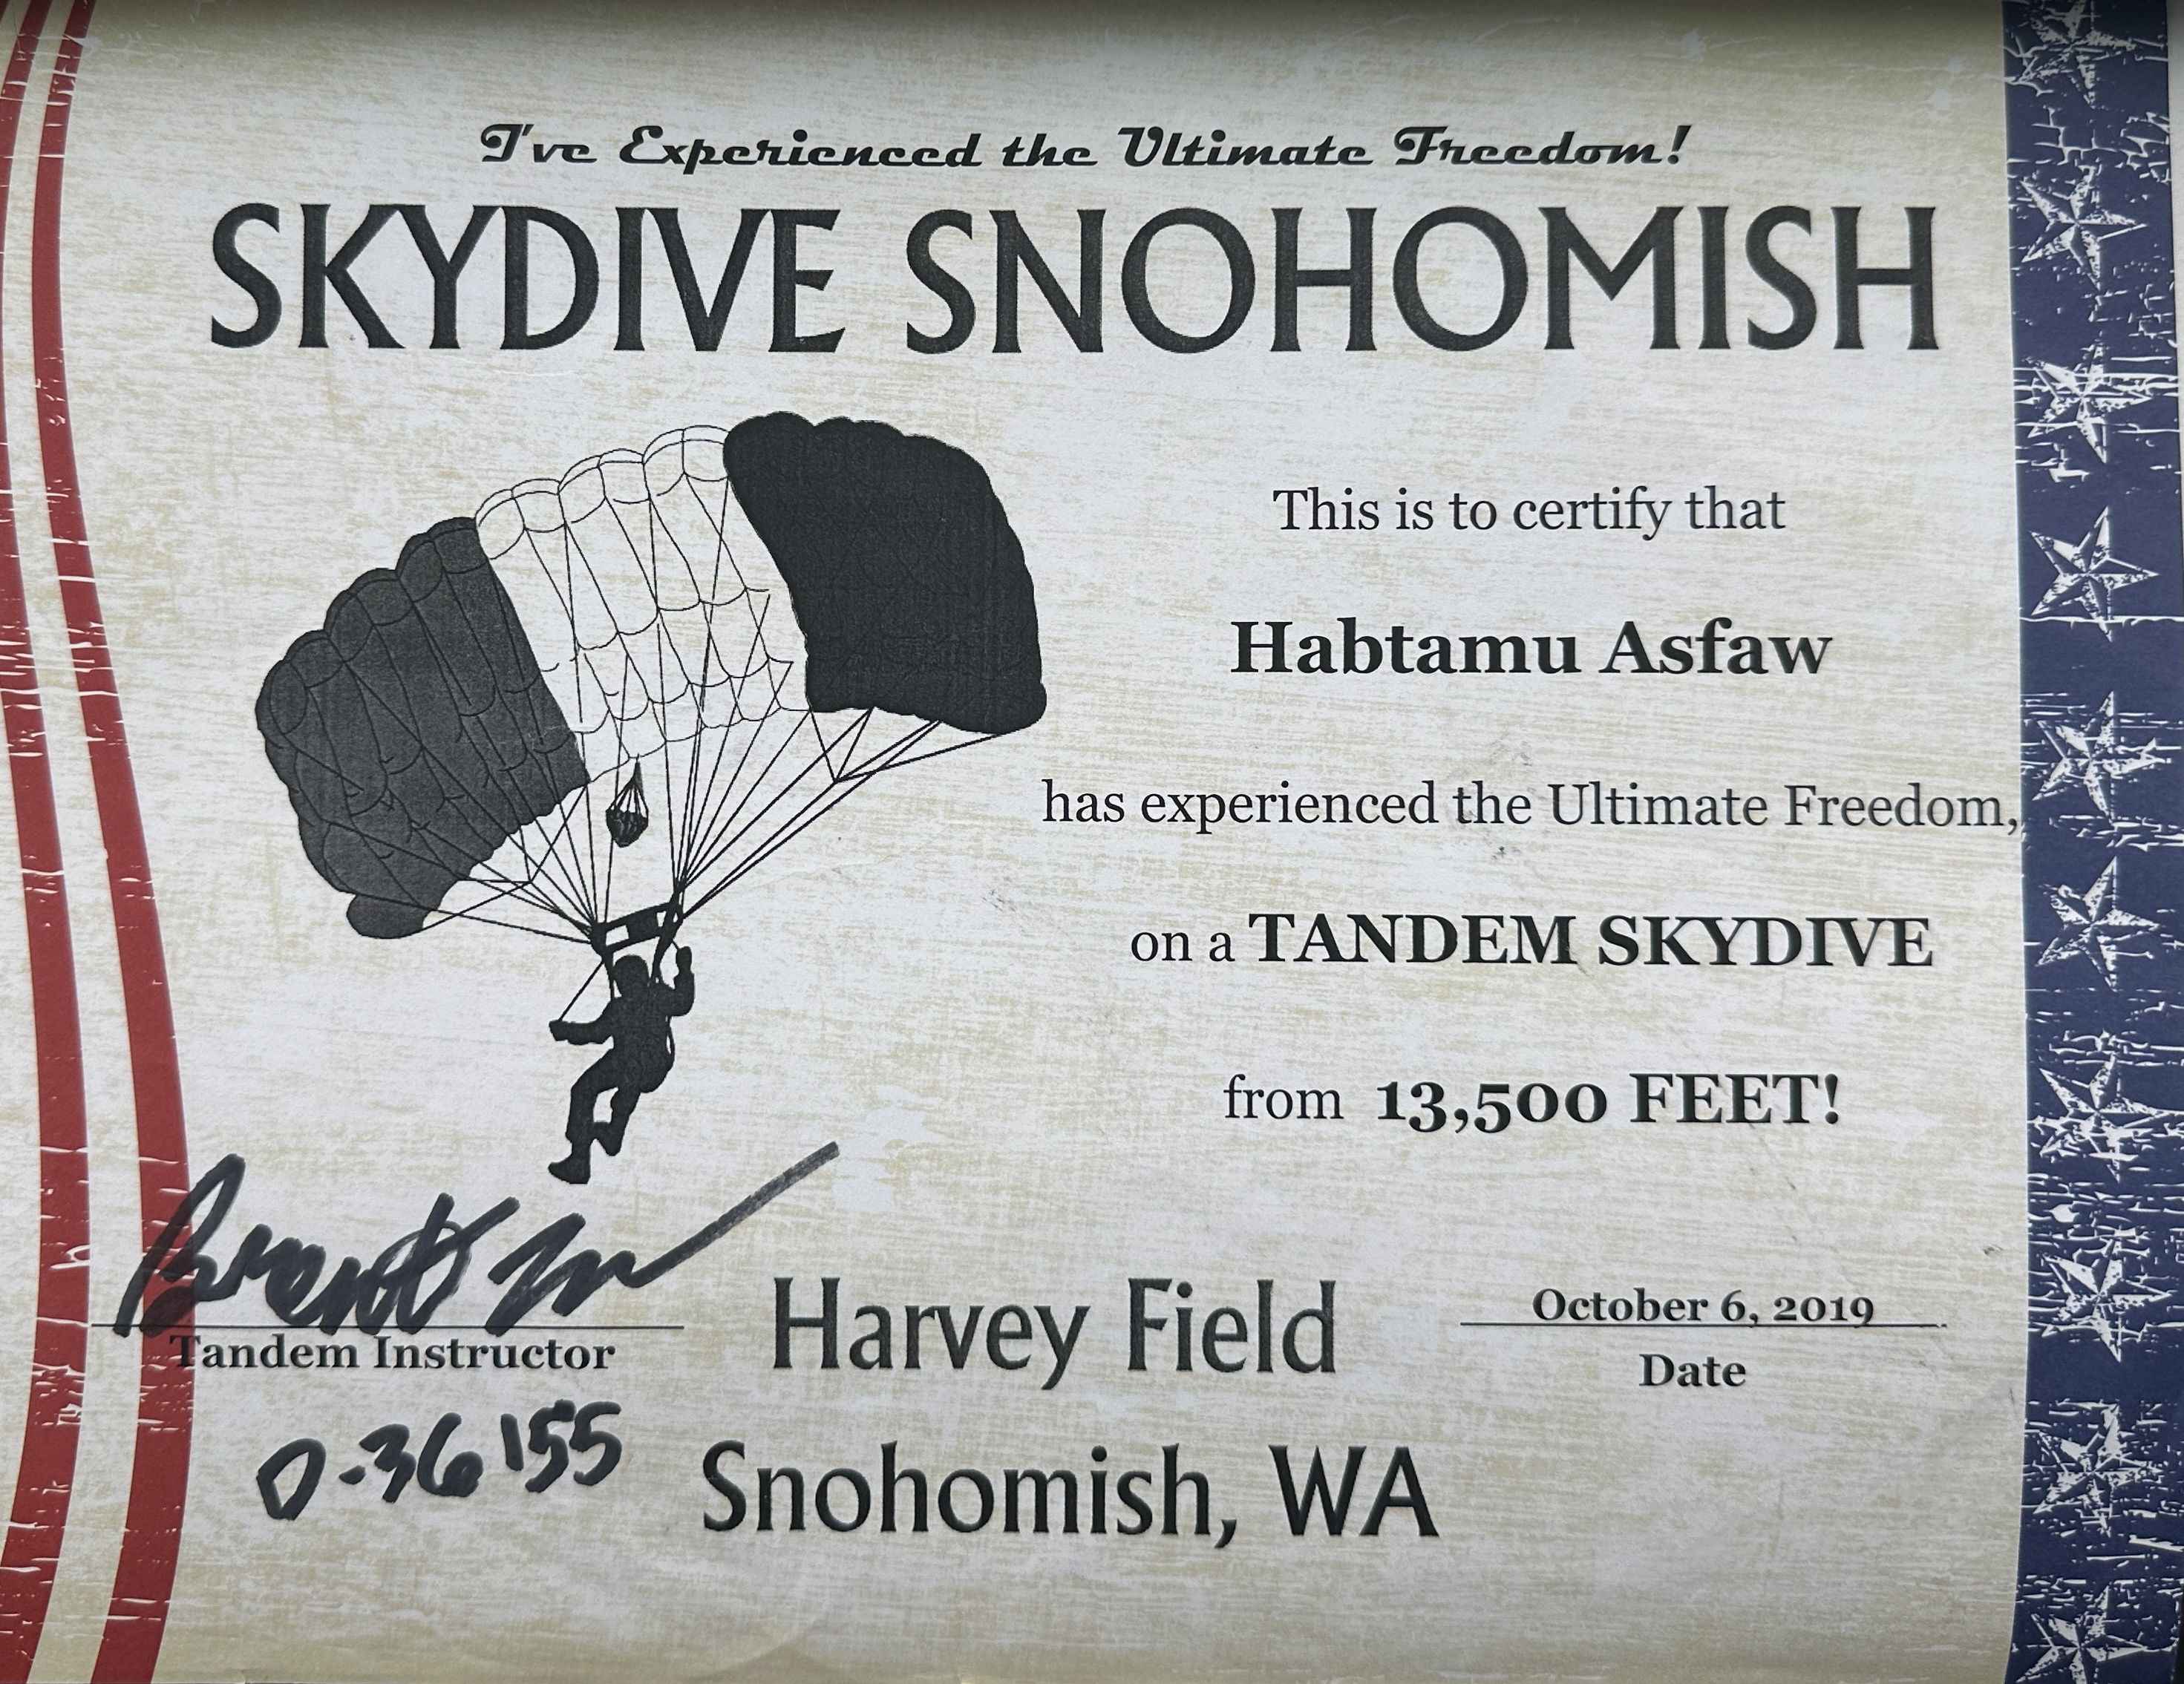 I've Experienced the Ultimate Freedom!
SKYDIVE SNOHOMISH
This is to certify that
Habtamu Asfaw
has experienced the Ultimate Freedom,
on a TANDEM SKYDIVE
from 13,500 FEET!
Brent
Tandem Instructor
D-36155
Harvey Field
Snohomish, WA
October 6, 2019
Date